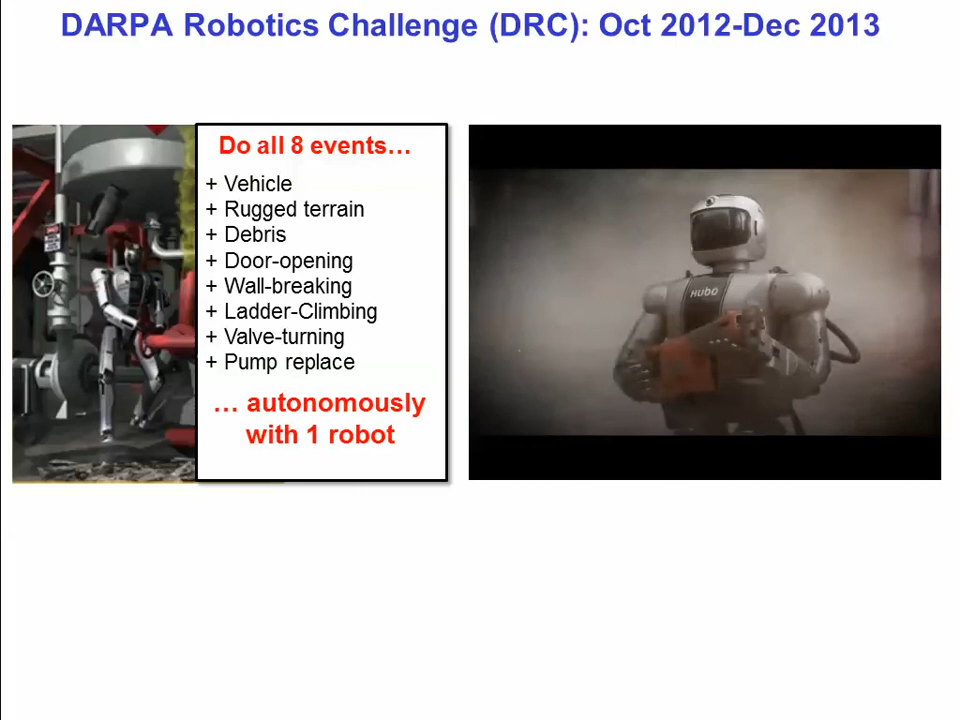 DARPA Robotics Challenge (DRC): Oct 2012-Dec 2013
Do all 8 events…
+ Vehicle
+ Rugged terrain
+ Debris
+ Door-opening
+ Wall-breaking
+ Ladder-Climbing
+ Valve-turning
+ Pump replace
… autonomously
with 1 robot
HUBO